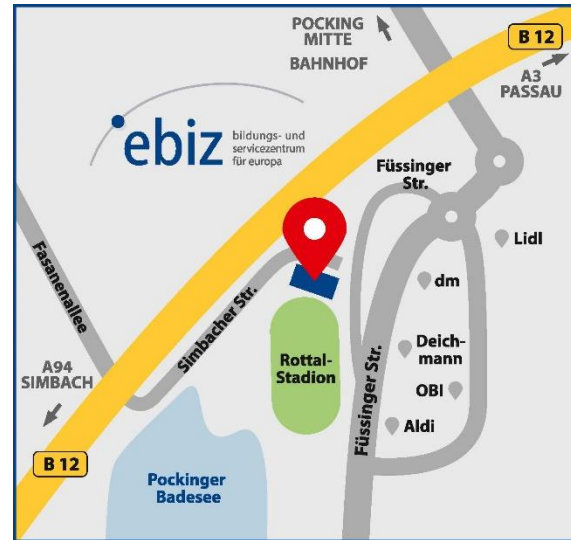 POCKING
MITTE
BAHNHOF
B 12
A3
PASSAU
ebiz
bildungs- und
servicezentrum
für europa
Füssinger
Str.
Lidl
dm
Fasanenallee
Simbacher Str.
Rottal-
Stadion
Füssinger Str.
Deich-
mann
OBI
Aldi
A94
SIMBACH
B 12
Pockinger
Badesee